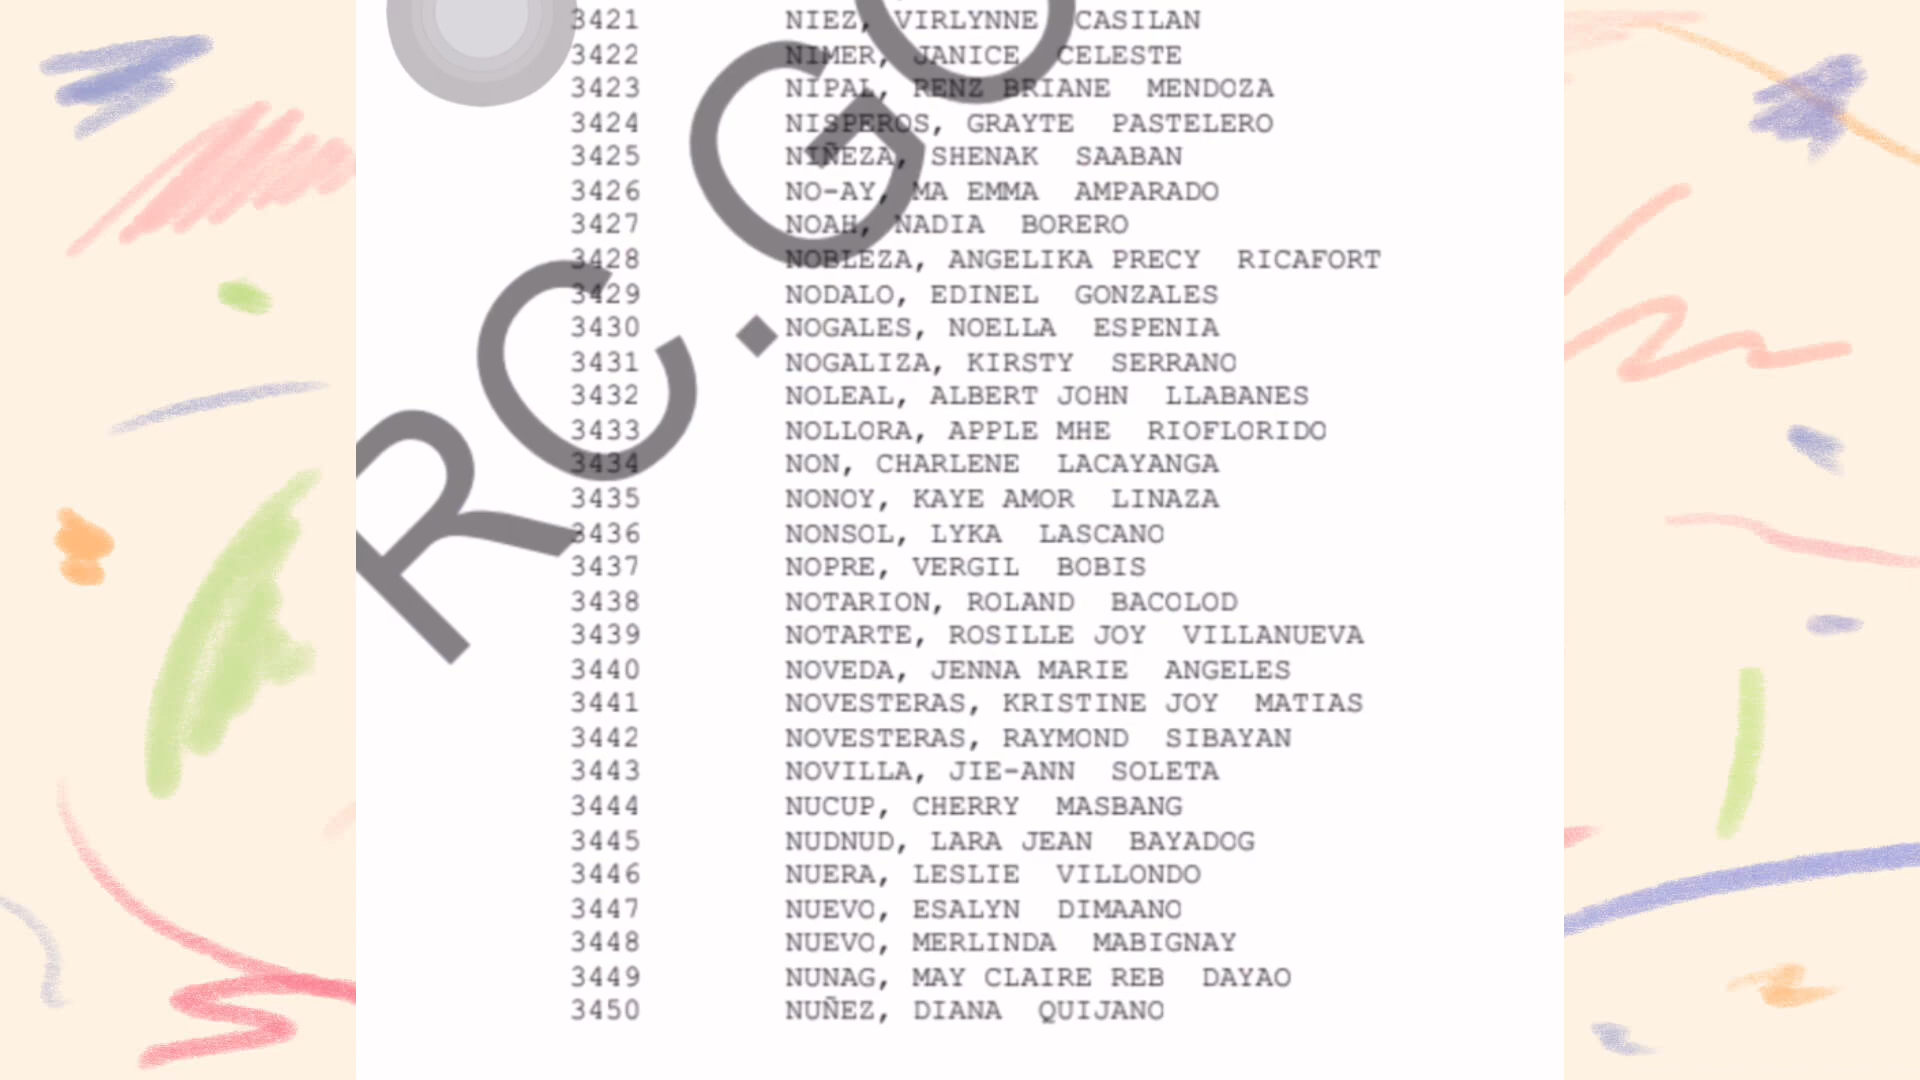 3421 NIEZ, VIRLYNNE CASILAN
3422 NIMER, JANICE CELESTE
3423 NIPAL, RENZ BRIANE MENDOZA
3424 NISPEROS, GRAYTE PASTELERO
3425 NIÑEZA, SHENAK SAABAN
3426 NO-AY, MA EMMA AMPARADO
3427 NOAH, NADIA BORERO
3428 NOBLEZA, ANGELIKA PRECY RICAFORT
3429 NODALO, EDINEL GONZALES
3430 NOGALES, NOELLA ESPENIA
3431 NOGALIZA, KIRSTY SERRANO
3432 NOLEAL, ALBERT JOHN LLABANES
3433 NOLLORA, APPLE MHE RIOFLORIDO
3434 NON, CHARLENE LACAYANGA
3435 NONOY, KAYE AMOR LINAZA
3436 NONSOL, LYKA LASCANO
3437 NOPRE, VERGIL BOBIS
3438 NOTARION, ROLAND BACOLOD
3439 NOTARTE, ROSILLE JOY VILLANUEVA
3440 NOVEDA, JENNA MARIE ANGELES
3441 NOVESTERAS, KRISTINE JOY MATIAS
3442 NOVESTERAS, RAYMOND SIBAYAN
3443 NOVILLA, JIE-ANN SOLETA
3444 NUCUP, CHERRY MASBANG
3445 NUDNUD, LARA JEAN BAYADOG
3446 NUERA, LESLIE VILLONDO
3447 NUEVO, ESALYN DIMAANO
3448 NUEVO, MERLINDA MABIGNAY
3449 NUNAG, MAY CLAIRE REB DAYAO
3450 NUÑEZ, DIANA QUIJANO
RC.GO